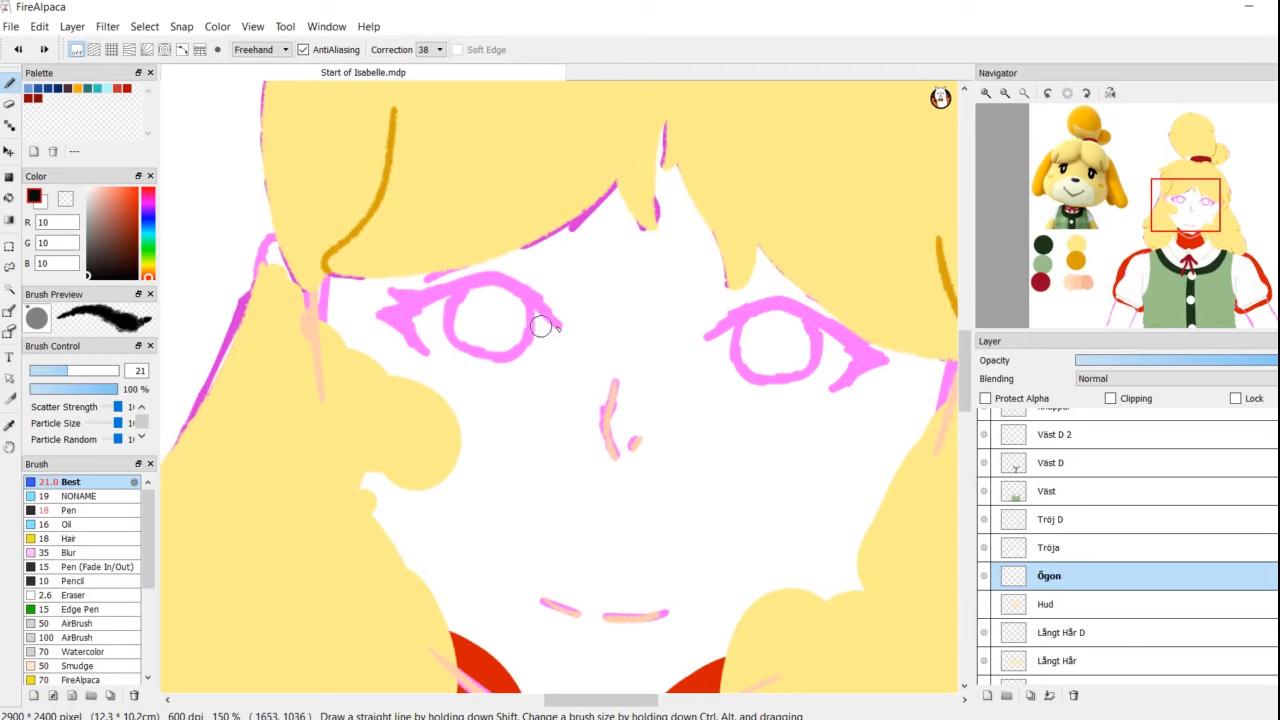 FireAlpaca
File Edit Layer Filter Select Snap Color View Tool Window Help
Freehand AntiAliasing Correction 38 Soft Edge
Palette
Start of Isabelle.mdp
Navigator
---
Color
R 10
G 10
B 10
Brush Preview
Brush Control
21
100 %
Scatter Strength
Particle Size
Particle Random
Brush
21.0 Best
19 NONAME
18 Pen
16 Oil
18 Hair
35 Blur
15 Pen (Fade In/Out)
10 Pencil
2.6 Eraser
15 Edge Pen
50 AirBrush
100 AirBrush
70 Watercolor
50 Smudge
70 FireAlpaca
Layer
Opacity
Blending Normal
Protect Alpha Clipping Lock
Väst D 2
Väst D
Väst
Tröj D
Tröja
Ögon
Hud
Långt Hår D
Långt Hår
2900 * 2400 pixel (12.3 * 10.2cm) 600 dpi 150 % ( 1653, 1036 ) Draw a straight line by holding down Shift, Change a brush size by holding down Ctrl, Alt, and dragging